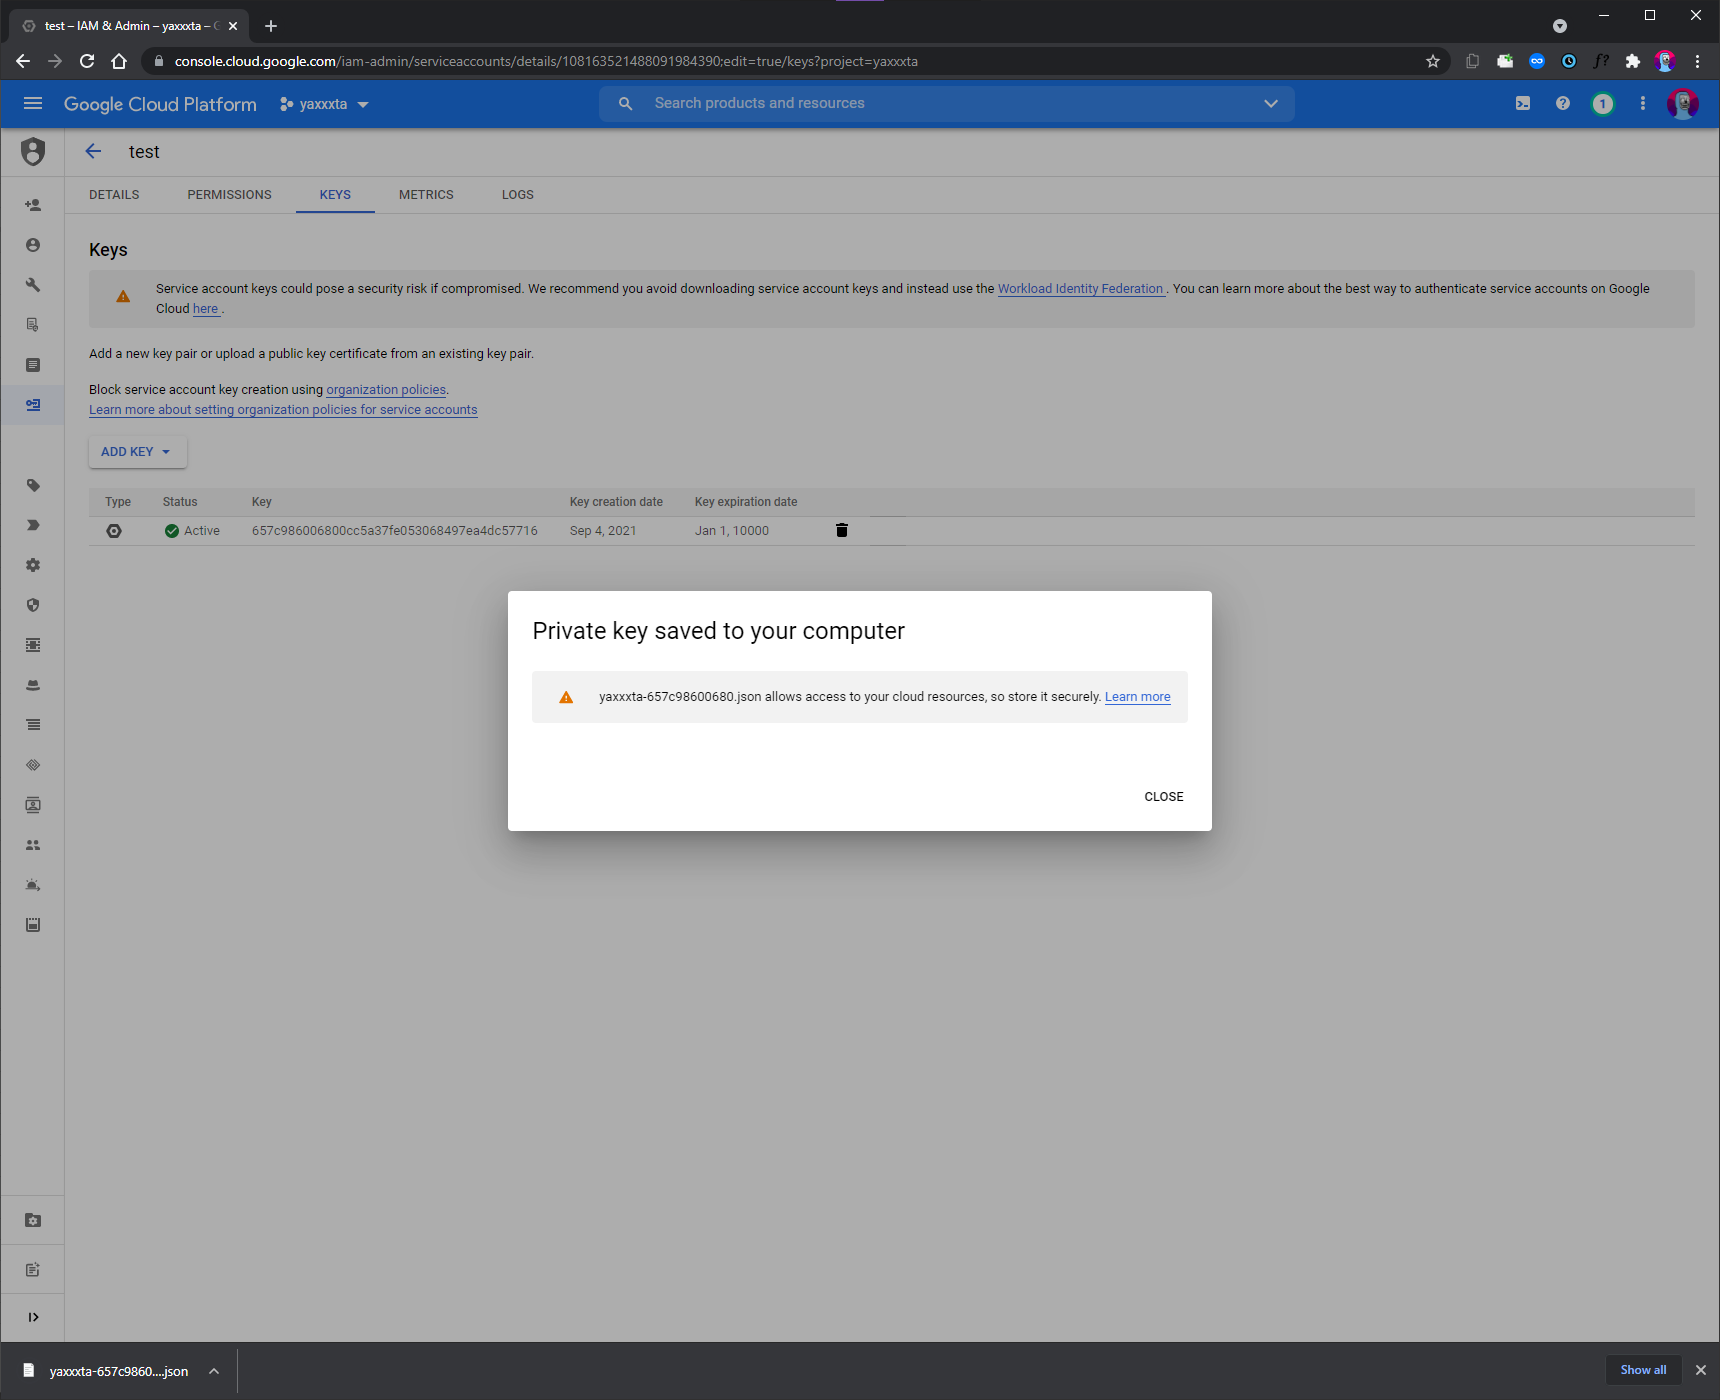 test – IAM & Admin – yaxxxta –
console.cloud.google.com/iam-admin/serviceaccounts/details/108163521488091984390;edit=true/keys?project=yaxxxta
f?
Google Cloud Platform
yaxxxta
Search products and resources
1
test
DETAILS
PERMISSIONS
KEYS
METRICS
LOGS
Keys
Service account keys could pose a security risk if compromised. We recommend you avoid downloading service account keys and instead use the Workload Identity Federation . You can learn more about the best way to authenticate service accounts on Google
Cloud here .
Add a new key pair or upload a public key certificate from an existing key pair.
Block service account key creation using organization policies.
Learn more about setting organization policies for service accounts
ADD KEY
Type Status Key Key creation date Key expiration date
Active 657c986006800cc5a37fe053068497ea4dc57716 Sep 4, 2021 Jan 1, 10000
Private key saved to your computer
yaxxxta-657c98600680.json allows access to your cloud resources, so store it securely. Learn more
CLOSE
yaxxxta-657c9860....json
Show all